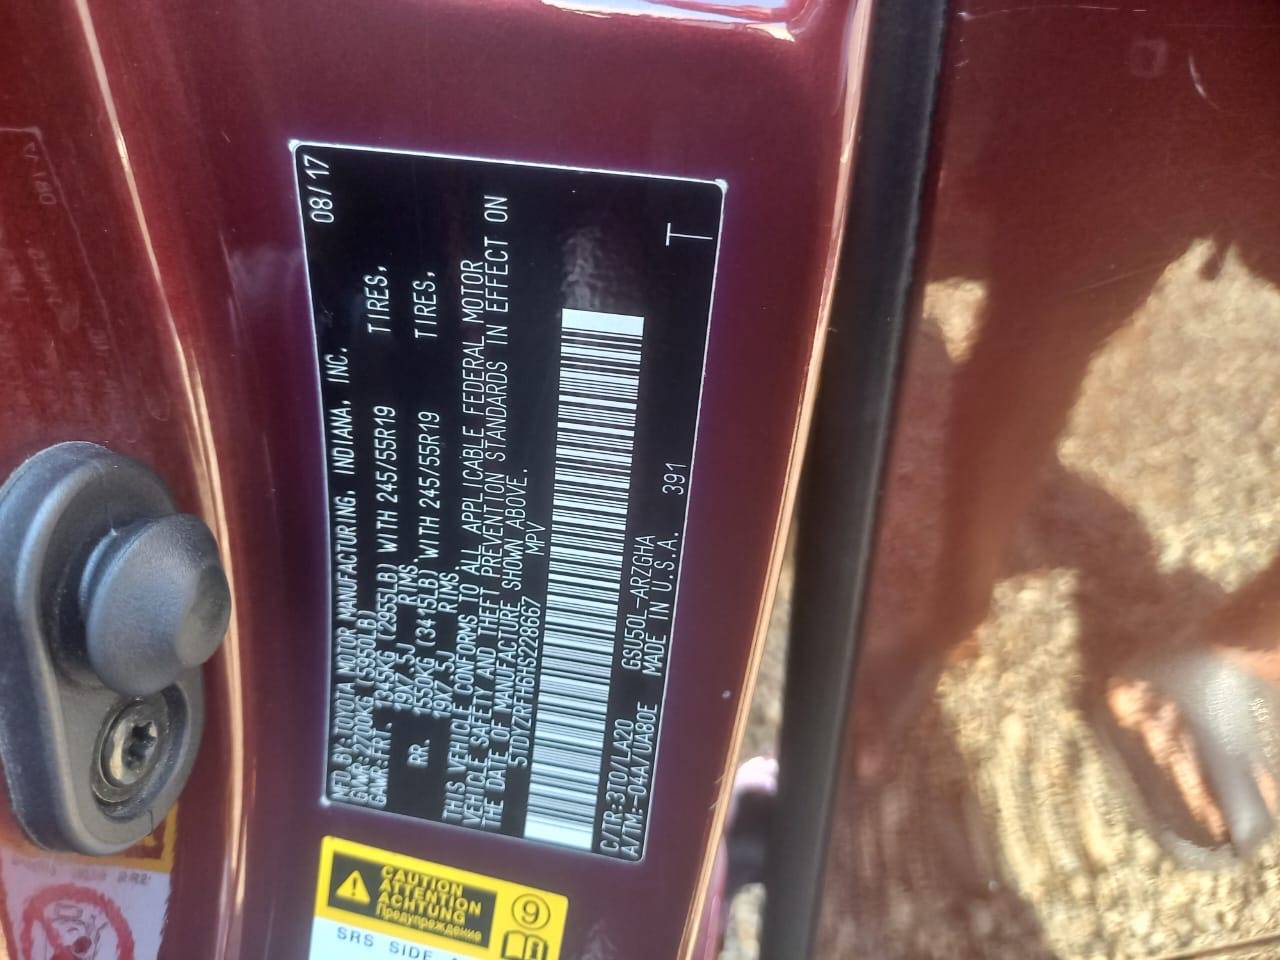 MFD. BY: TOYOTA MOTOR MANUFACTURING, INDIANA, INC. 08/17
GVWR: 2700KG (5950LB)
GAWR:FRT. 1345KG (2955LB) WITH 245/55R19 TIRES,
19X7.5J RIMS,
RR. 1550KG (3415LB) WITH 245/55R19 TIRES,
19X7.5J RIMS,
THIS VEHICLE CONFORMS TO ALL APPLICABLE FEDERAL MOTOR
VEHICLE SAFETY AND THEFT PREVENTION STANDARDS IN EFFECT ON
THE DATE OF MANUFACTURE SHOWN ABOVE.
5TDYZRFH6HS228667 MPV
C/TR:3T0/LA20 GSU50L-ARZGHA
A/TM:-04A/UA80E MADE IN U.S.A. 391 T
CAUTION
ATTENTION
ACHTUNG
Предупреждение
9
SRS SIDE